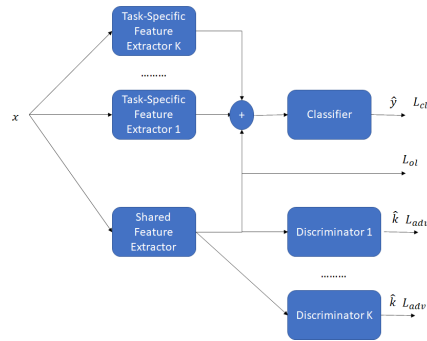 Task-Specific
Feature
Extractor K
………
Task-Specific
Feature
Extractor 1
x
+
Classifier
ŷ L_cl
L_ol
Shared
Feature
Extractor
Discriminator 1
k̂ L_adv
………
Discriminator K
k̂ L_adv